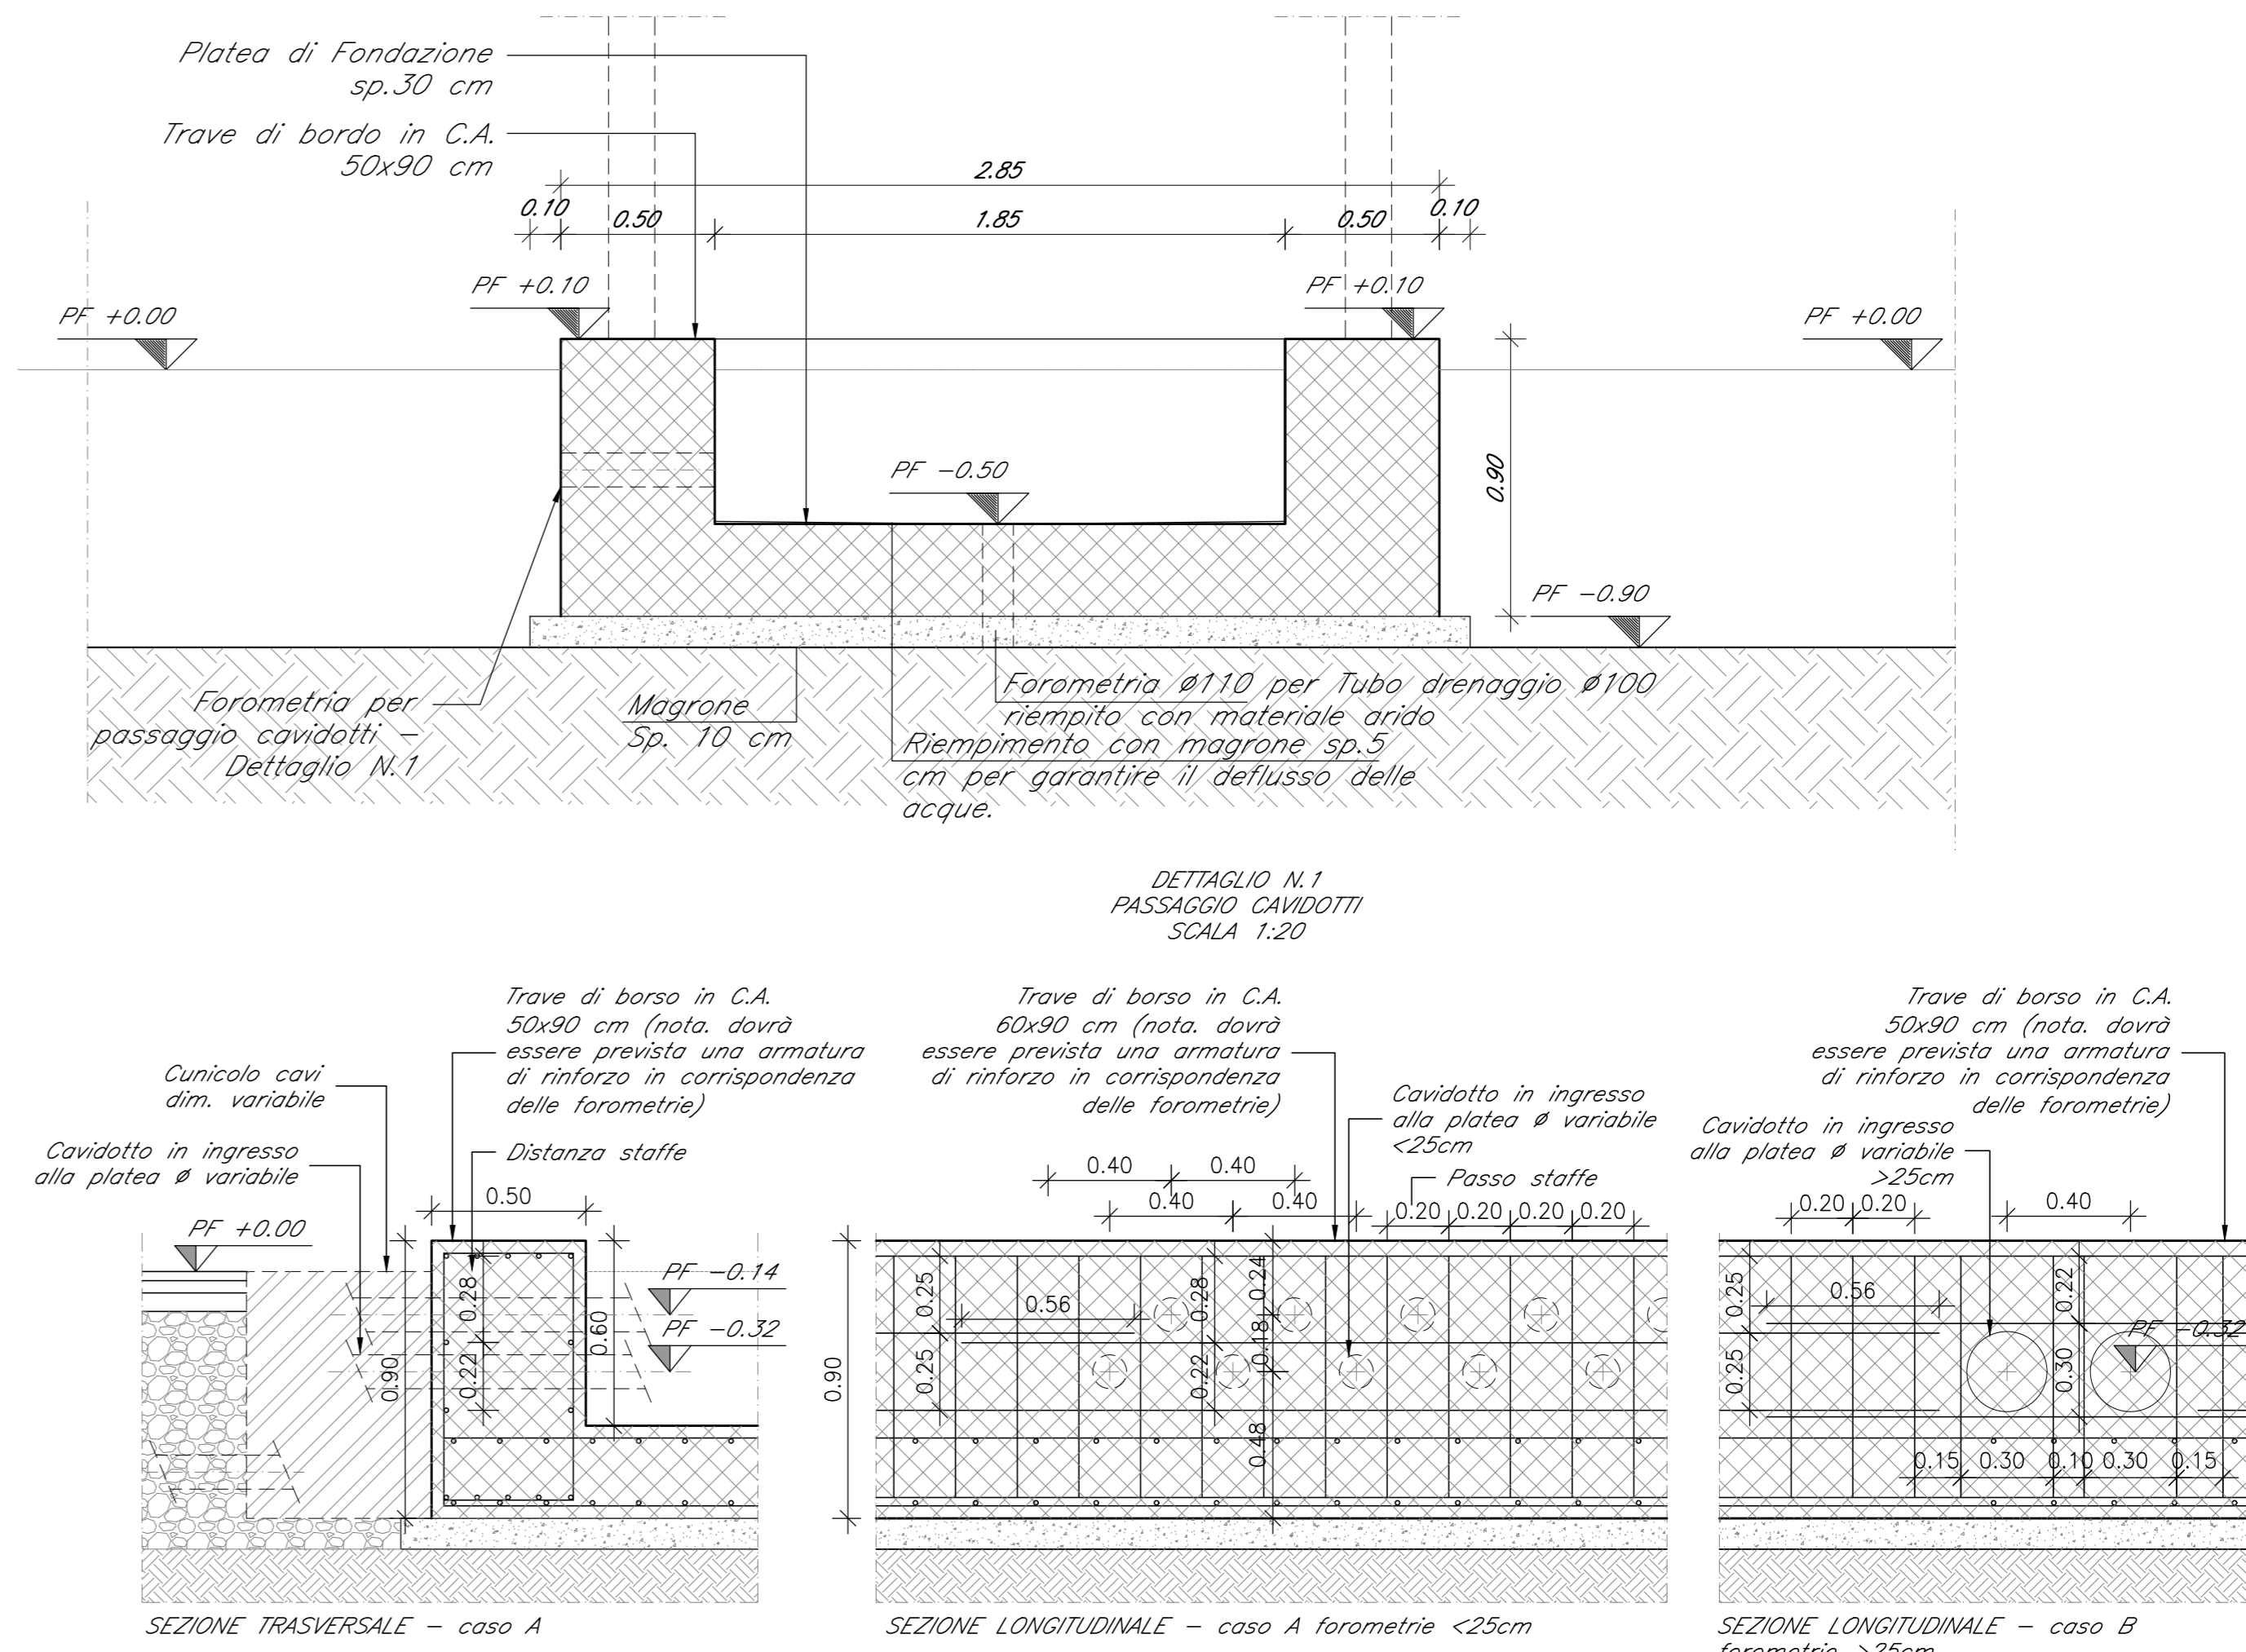 Platea di Fondazione
sp.30 cm
Trave di bordo in C.A.
50x90 cm
2.85
0.10
0.50
1.85
0.50
0.10
PF +0.00
PF +0.10
PF +0.10
PF +0.00
PF -0.50
0.90
PF -0.90
Forometria per
passaggio cavidotti -
Dettaglio N.1
Magrone
Sp. 10 cm
Forometria ø110 per Tubo drenaggio ø100
riempito con materiale arido
Riempimento con magrone sp.5
cm per garantire il deflusso delle
acque.
DETTAGLIO N.1
PASSAGGIO CAVIDOTTI
SCALA 1:20
Cunicolo cavi
dim. variabile
Cavidotto in ingresso
alla platea ø variabile
Trave di borso in C.A.
50x90 cm (nota. dovrà
essere prevista una armatura
di rinforzo in corrispondenza
delle forometrie)
Distanza staffe
0.50
PF +0.00
0.28
0.22
0.90
0.60
PF -0.14
PF -0.32
SEZIONE TRASVERSALE - caso A
Trave di borso in C.A.
60x90 cm (nota. dovrà
essere prevista una armatura
di rinforzo in corrispondenza
delle forometrie)
Cavidotto in ingresso
alla platea ø variabile
<25cm
Passo staffe
0.40
0.40
0.40
0.40
0.20
0.20
0.20
0.20
0.90
0.25
0.25
0.56
0.28
0.22
0.24
0.18
0.48
SEZIONE LONGITUDINALE - caso A forometrie <25cm
Trave di borso in C.A.
50x90 cm (nota. dovrà
essere prevista una armatura
di rinforzo in corrispondenza
delle forometrie)
Cavidotto in ingresso
alla platea ø variabile
>25cm
0.20
0.20
0.40
0.25
0.25
0.56
0.22
0.30
PF -0.32
0.15
0.30
0.10
0.30
0.15
SEZIONE LONGITUDINALE - caso B
forometrie >25cm